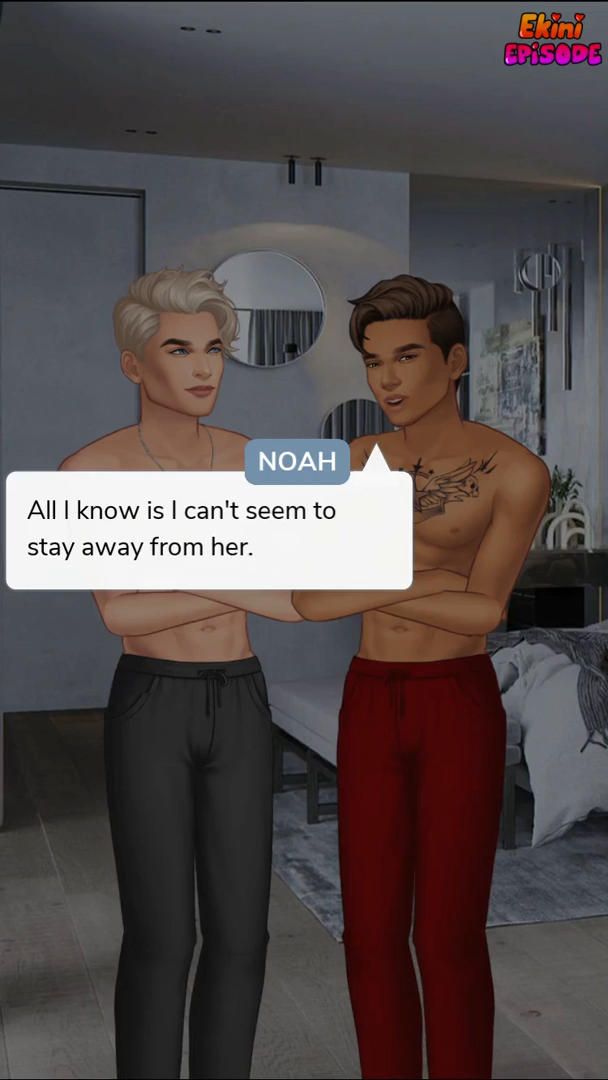 Ekini
EPiSODE
NOAH
All I know is I can't seem to
stay away from her.